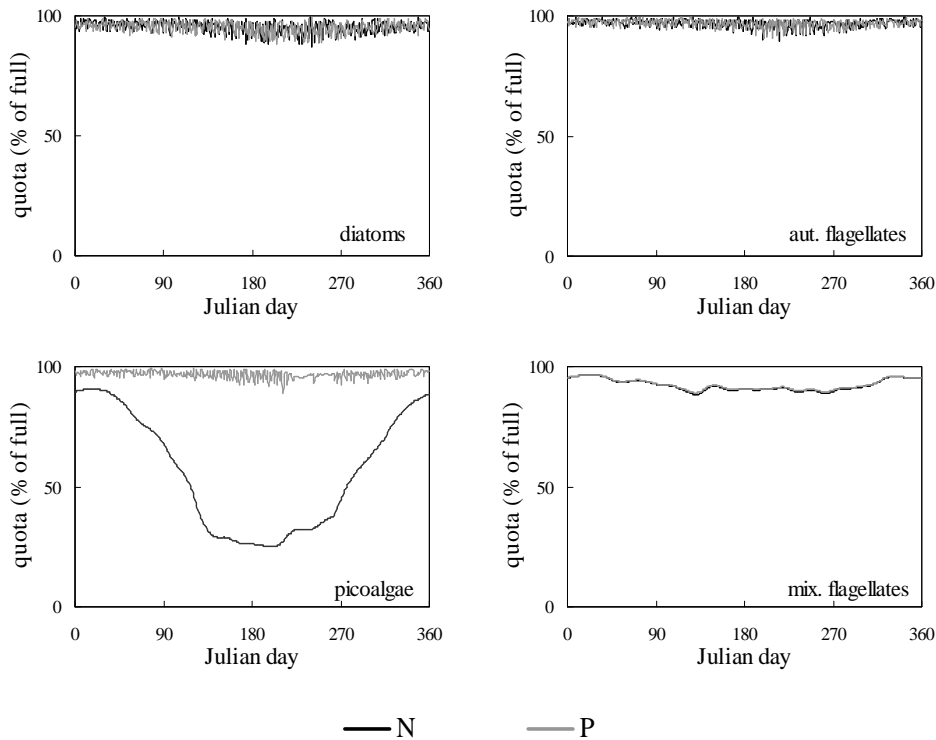 100
50
0
quota (% of full)
diatoms
0 90 180 270 360
Julian day
100
50
0
quota (% of full)
aut. flagellates
0 90 180 270 360
Julian day
100
50
0
quota (% of full)
picoalgae
0 90 180 270 360
Julian day
100
50
0
quota (% of full)
mix. flagellates
0 90 180 270 360
Julian day
N P